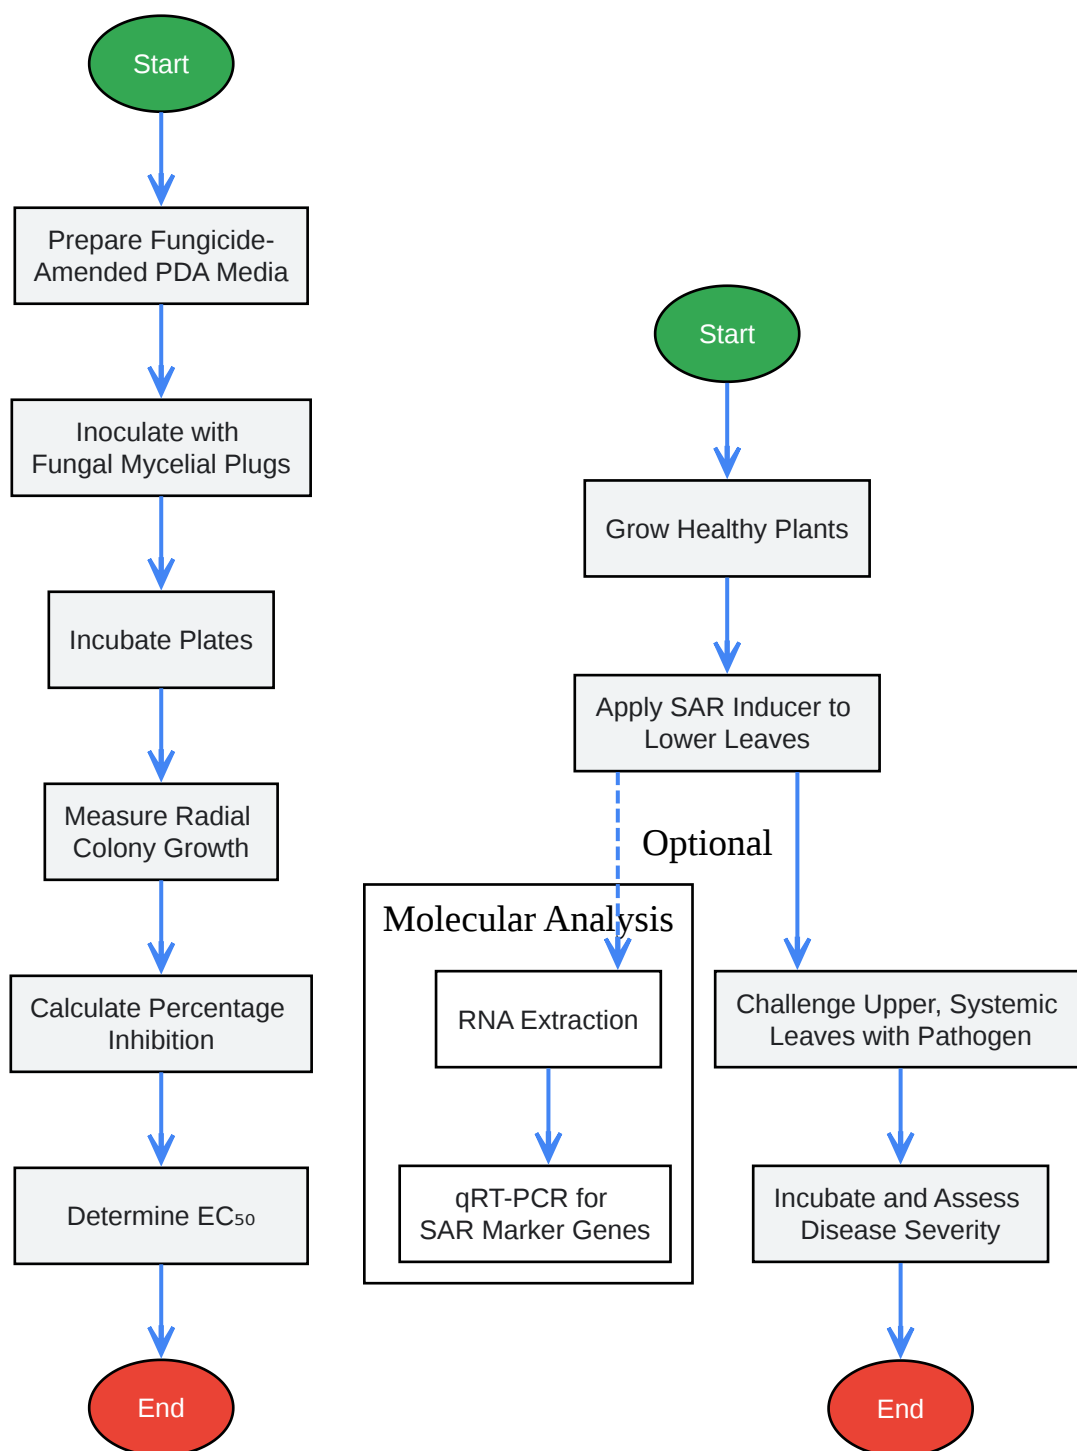 Start
Prepare Fungicide-
Amended PDA Media
Inoculate with
Fungal Mycelial Plugs
Incubate Plates
Measure Radial
Colony Growth
Calculate Percentage
Inhibition
Determine EC₅₀
End
Start
Grow Healthy Plants
Apply SAR Inducer to
Lower Leaves
Optional
Molecular Analysis
RNA Extraction
qRT-PCR for
SAR Marker Genes
Challenge Upper, Systemic
Leaves with Pathogen
Incubate and Assess
Disease Severity
End